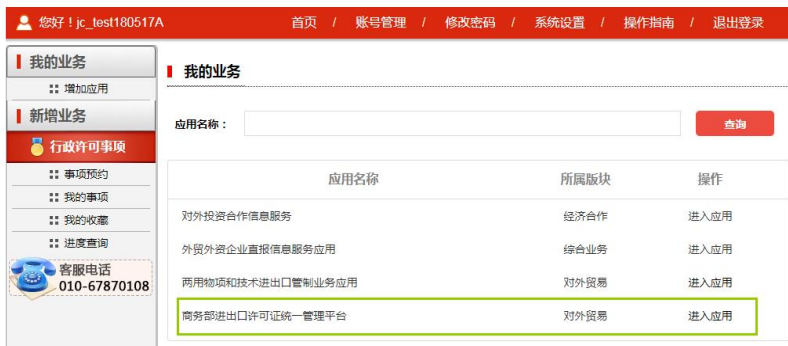 您好！jc_test180517A
首页 / 账号管理 / 修改密码 / 系统设置 / 操作指南 / 退出登录
我的业务
增加应用
新增业务
行政许可事项
事项预约
我的事项
我的收藏
进度查询
客服电话
010-67870108
我的业务
应用名称： 查询
应用名称 所属版块 操作
对外投资合作信息服务 经济合作 进入应用
外贸外资企业直报信息服务应用 综合业务 进入应用
两用物项和技术进出口管制业务应用 对外贸易 进入应用
商务部进出口许可证统一管理平台 对外贸易 进入应用